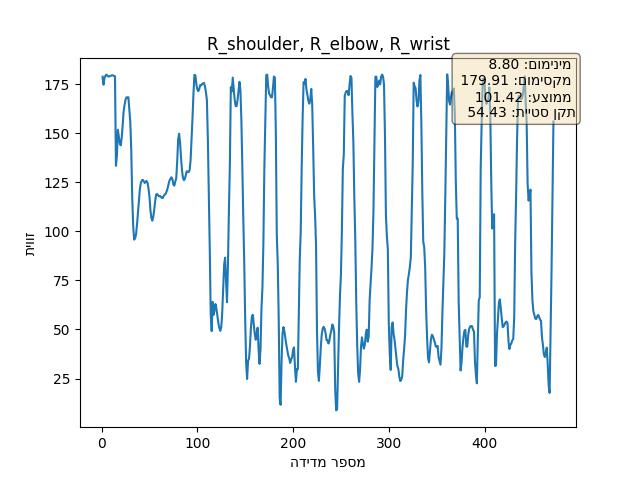 R_shoulder, R_elbow, R_wrist
מינימום: 8.80
מקסימום: 179.91
ממוצע: 101.42
תקן סטיית: 54.43
175
150
125
100
75
50
25
זווית
0 100 200 300 400
מספר מדידה